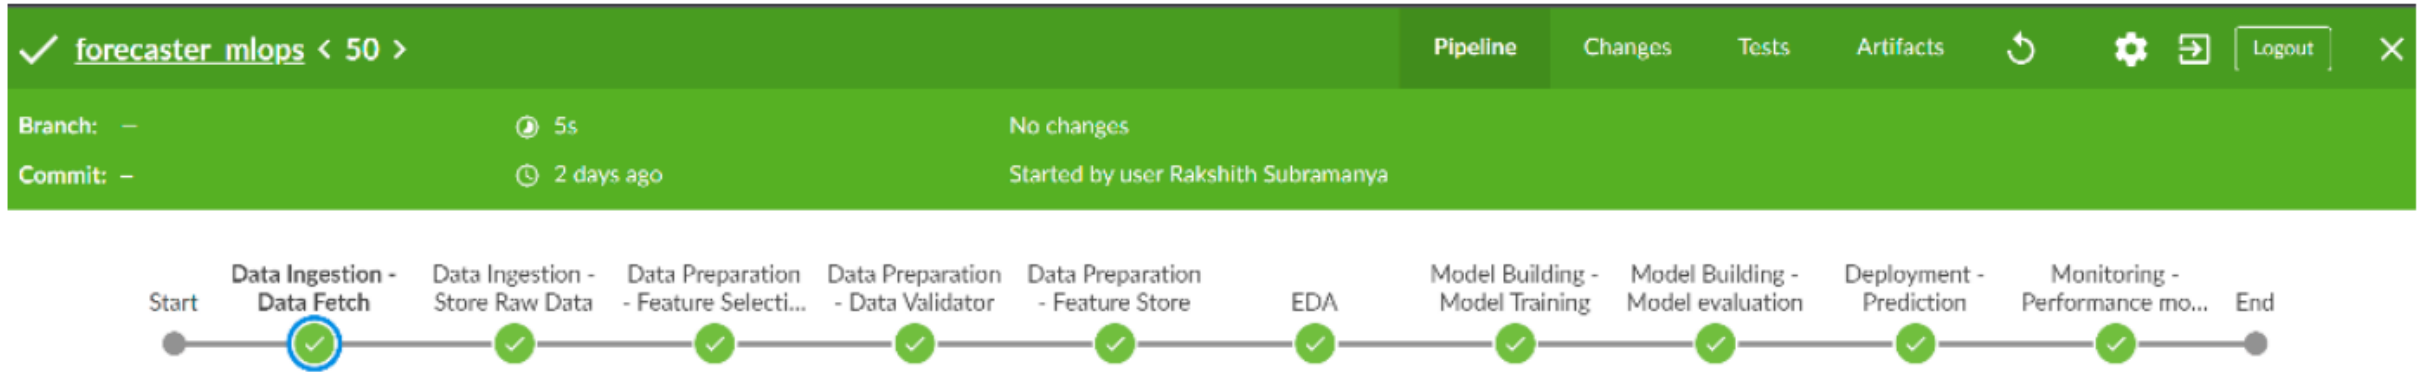 forecaster_mlops < 50 >
Pipeline Changes Tests Artifacts Logout
Branch: –
5s
No changes
Commit: –
2 days ago
Started by user Rakshith Subramanya
Start
Data Ingestion -
Data Fetch
Data Ingestion -
Store Raw Data
Data Preparation
- Feature Selecti...
Data Preparation
- Data Validator
Data Preparation
- Feature Store
EDA
Model Building -
Model Training
Model Building -
Model evaluation
Deployment -
Prediction
Monitoring -
Performance mo...
End